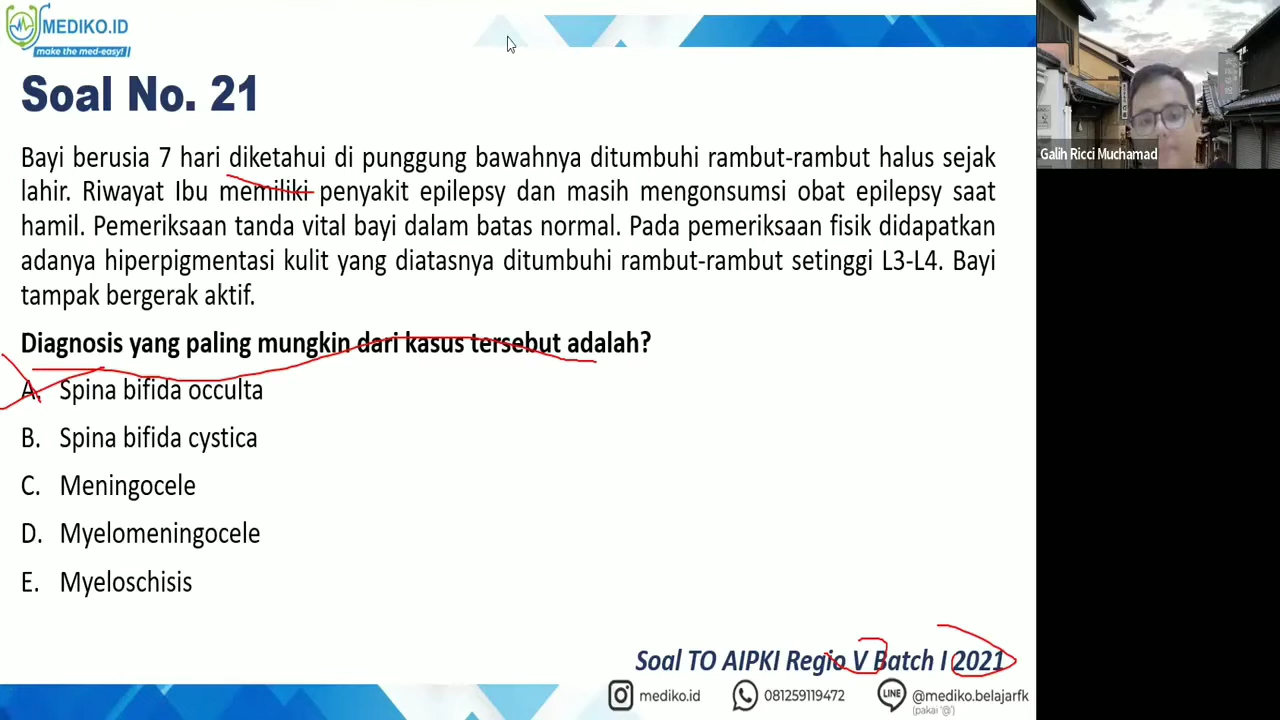 MEDIKO.ID
make the med-easy!
Soal No. 21
Bayi berusia 7 hari diketahui di punggung bawahnya ditumbuhi rambut-rambut halus sejak
lahir. Riwayat Ibu memiliki penyakit epilepsy dan masih mengonsumsi obat epilepsy saat
hamil. Pemeriksaan tanda vital bayi dalam batas normal. Pada pemeriksaan fisik didapatkan
adanya hiperpigmentasi kulit yang diatasnya ditumbuhi rambut-rambut setinggi L3-L4. Bayi
tampak bergerak aktif.
Diagnosis yang paling mungkin dari kasus tersebut adalah?
A. Spina bifida occulta
B. Spina bifida cystica
C. Meningocele
D. Myelomeningocele
E. Myeloschisis
Soal TO AIPKI Regio V Batch I 2021
mediko.id
081259119472
LINE
@mediko.belajarfk
(pakai '@')
Galih Ricci Muchamad